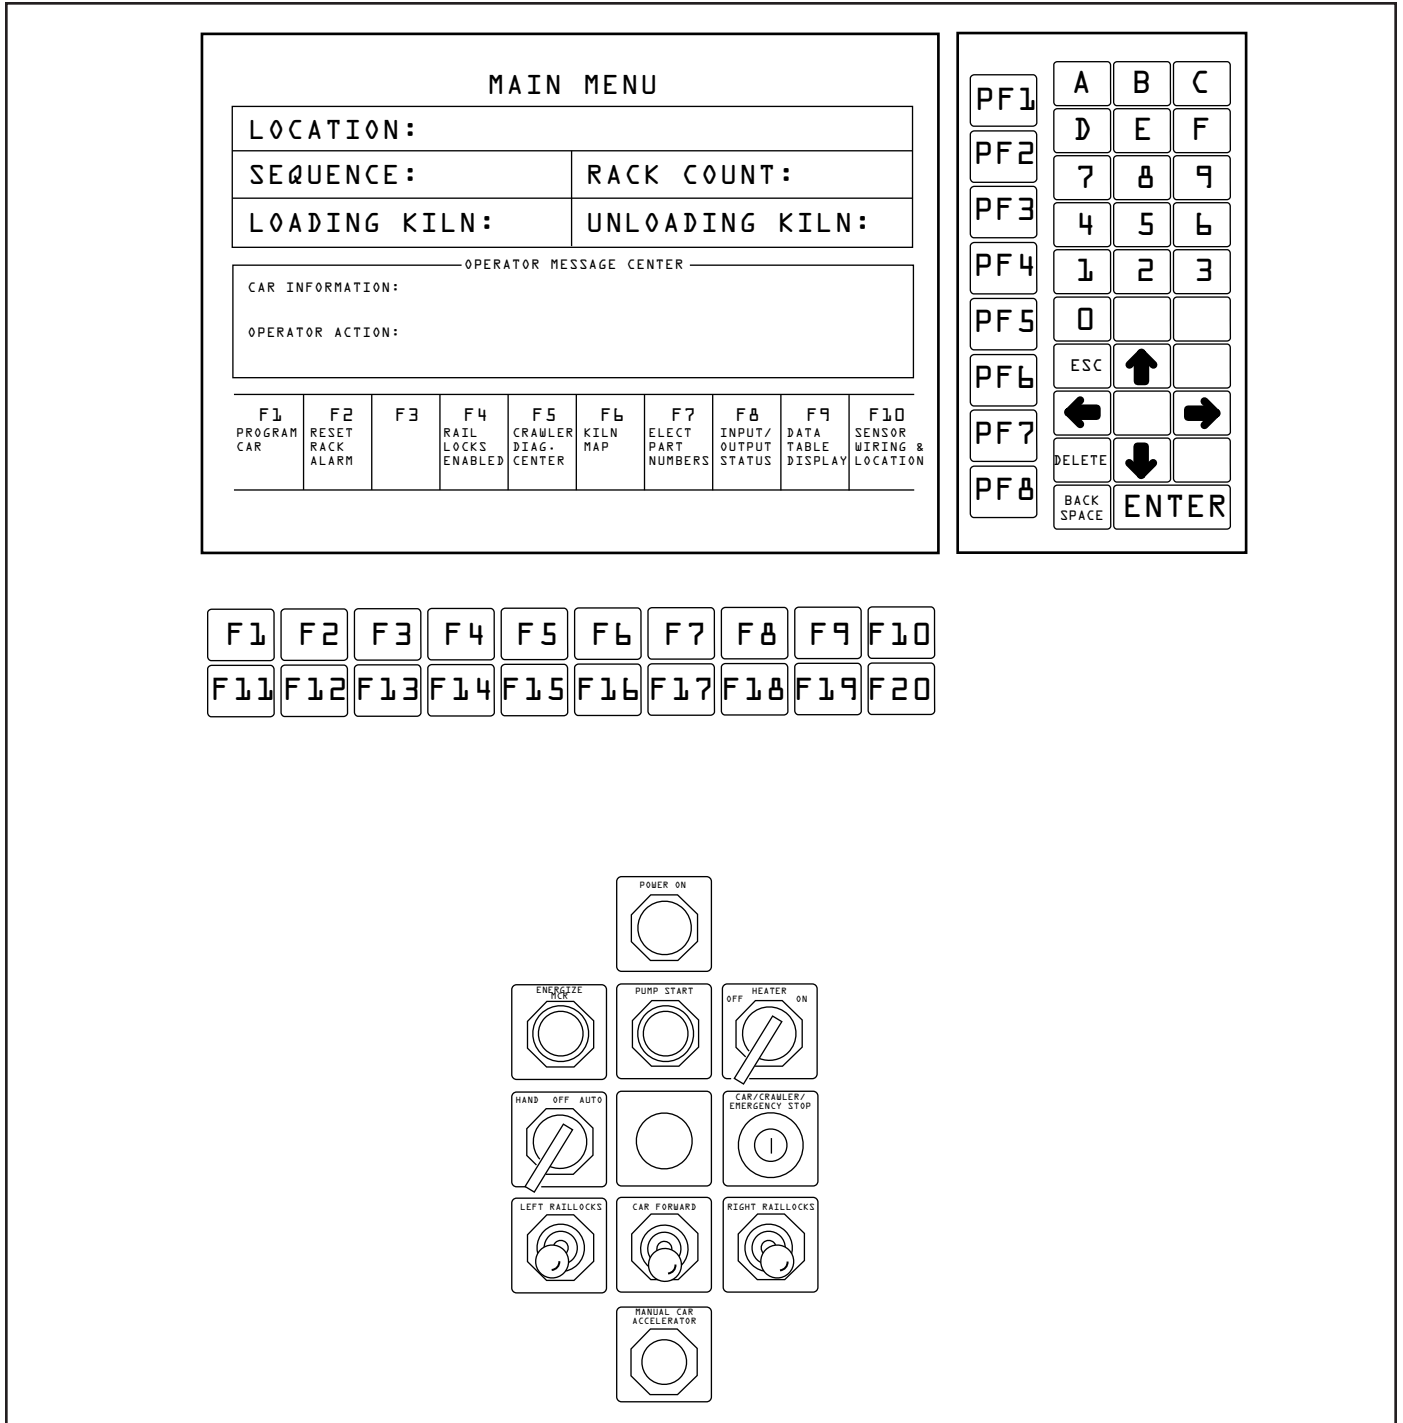 MAIN MENU
LOCATION:
SEQUENCE:
RACK COUNT:
LOADING KILN:
UNLOADING KILN:
OPERATOR MESSAGE CENTER
CAR INFORMATION:
OPERATOR ACTION:
F1
PROGRAM
CAR
F2
RESET
RACK
ALARM
F3
F4
RAIL
LOCKS
ENABLED
F5
CRAWLER
DIAG.
CENTER
F6
KILN
MAP
F7
ELECT
PART
NUMBERS
F8
INPUT/
OUTPUT
STATUS
F9
DATA
TABLE
DISPLAY
F10
SENSOR
WIRING &
LOCATION
PF1
PF2
PF3
PF4
PF5
PF6
PF7
PF8
A B C
D E F
7 8 9
4 5 6
1 2 3
0
ESC
DELETE
BACK
SPACE
ENTER
F1 F2 F3 F4 F5 F6 F7 F8 F9 F10
F11 F12 F13 F14 F15 F16 F17 F18 F19 F20
POWER ON
ENERGIZE
MCR
PUMP START
HEATER
OFF ON
HAND OFF AUTO
CAR/CRAWLER/
EMERGENCY STOP
LEFT RAILLOCKS
CAR FORWARD
RIGHT RAILLOCKS
MANUAL CAR
ACCELERATOR